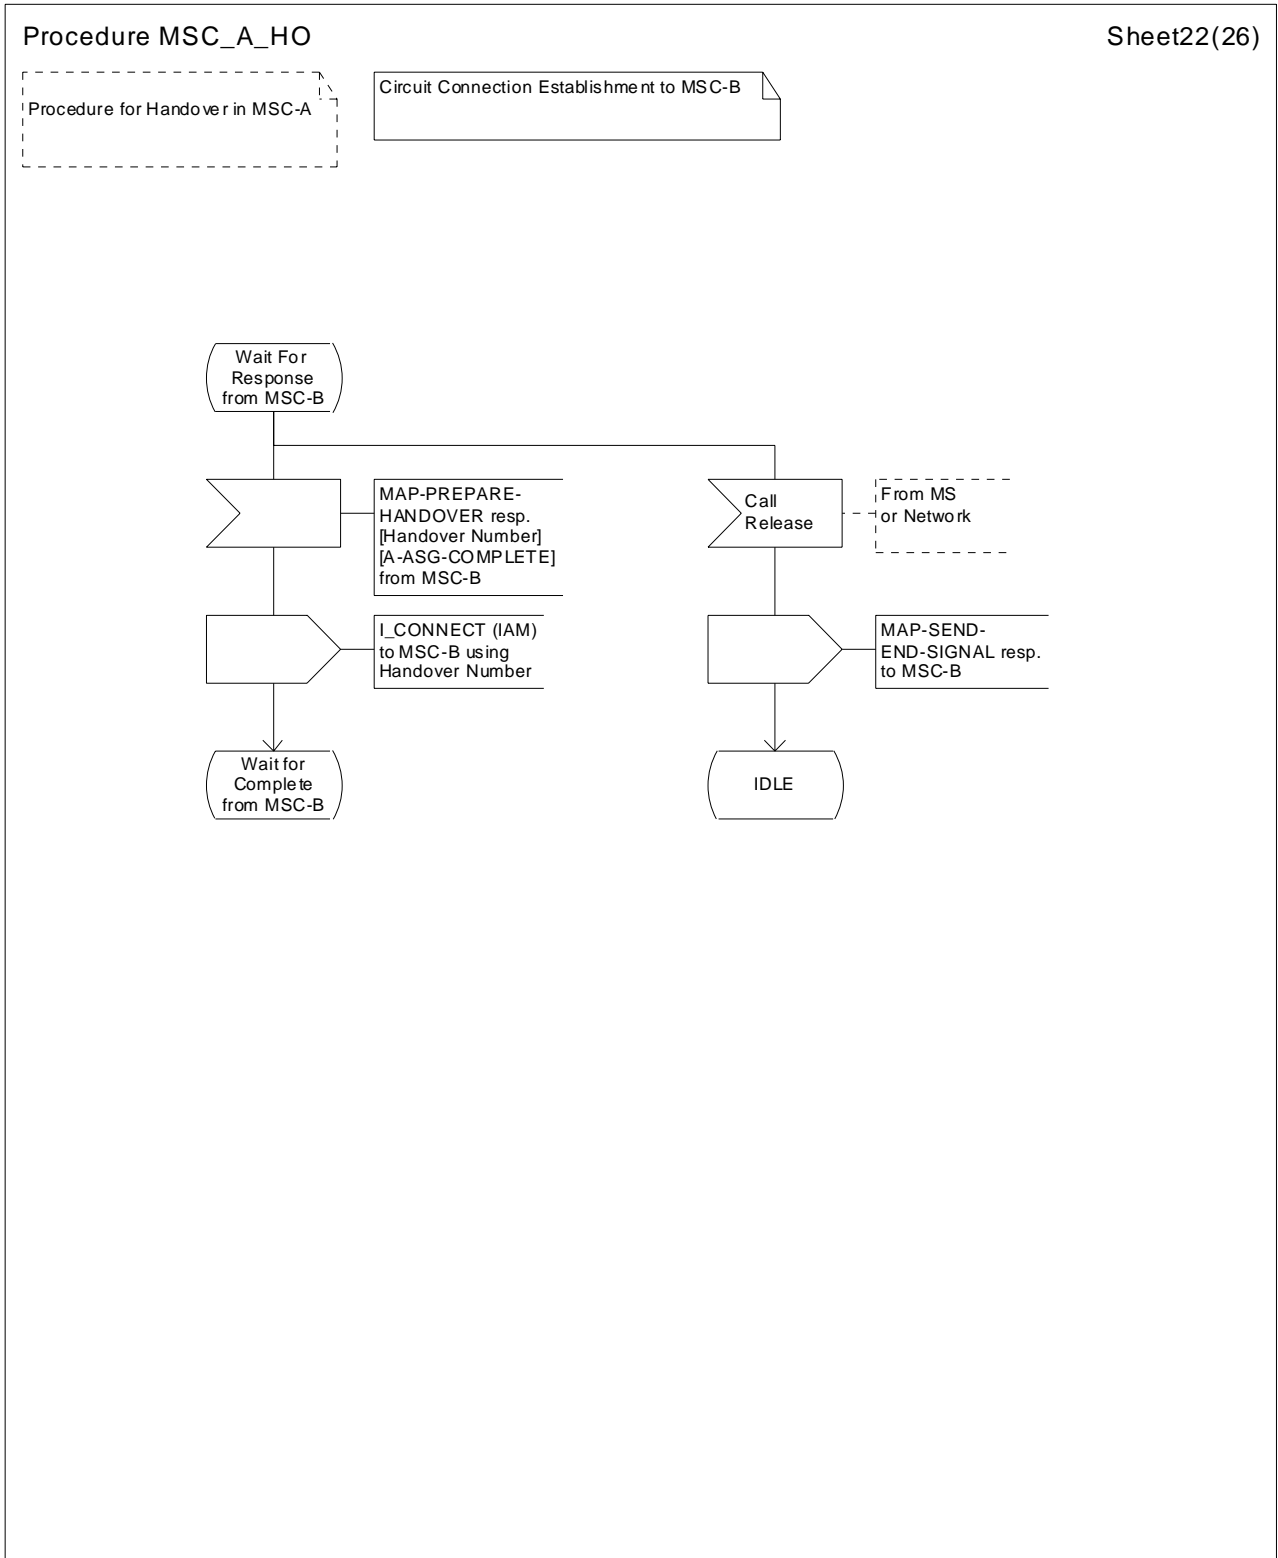 Procedure MSC_A_HO
Sheet22(26)
Procedure for Handover in MSC-A
Circuit Connection Establishment to MSC-B
Wait For
Response
from MSC-B
MAP-PREPARE-
HANDOVER resp.
[Handover Number]
[A-ASG-COMPLETE]
from MSC-B
Call
Release
From MS
or Network
I_CONNECT (IAM)
to MSC-B using
Handover Number
MAP-SEND-
END-SIGNAL resp.
to MSC-B
Wait for
Complete
from MSC-B
IDLE